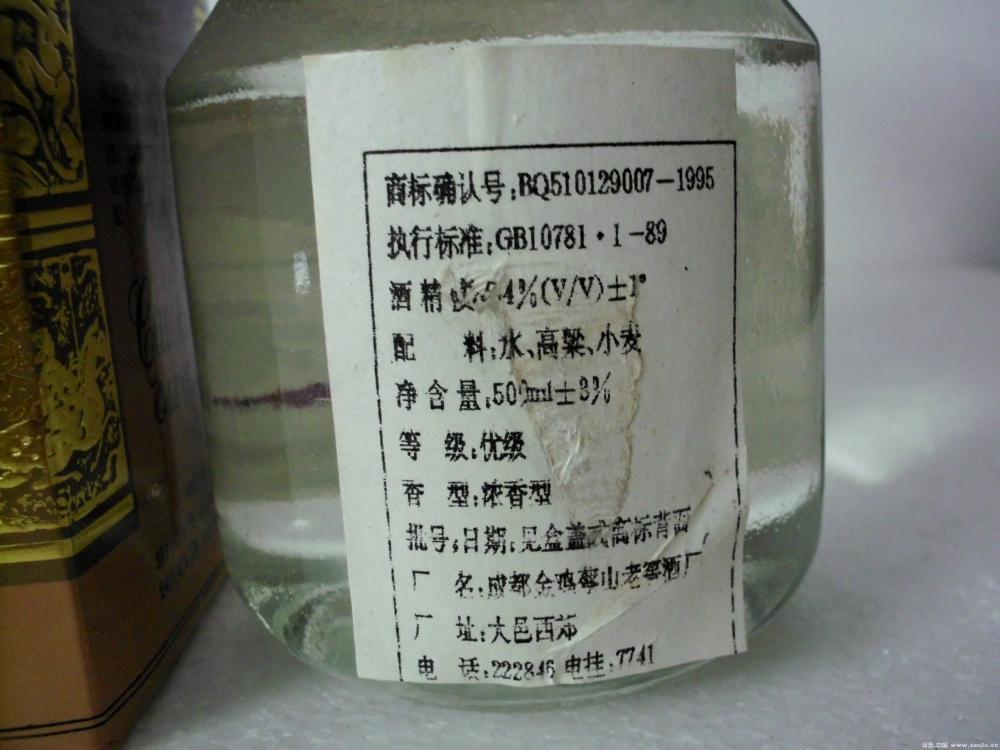 商标确认号:BQ510129007-1995
执行标准:GB10781·1-89
酒精度:54%(V/V)±1°
配 料:水、高粱、小麦
净含量:500ml±3%
等 级:优级
香 型:浓香型
批号,日期:见盒盖或商标背面
厂 名:成都金鸡山老窖酒厂
厂 址:大邑西郊
电 话:222846 电挂:7741